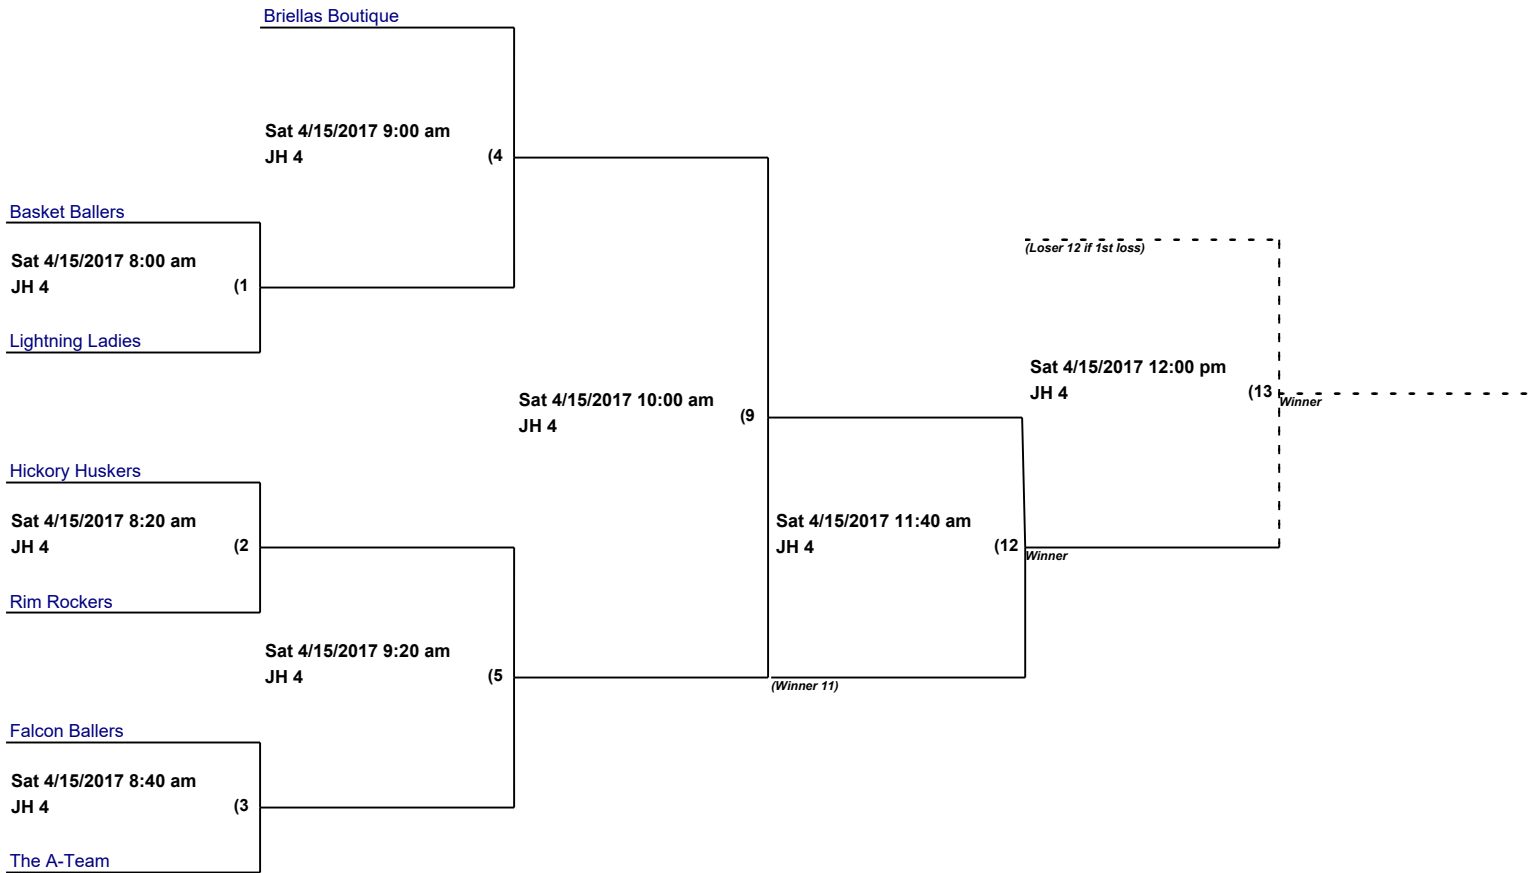 Briellas Boutique
Sat 4/15/2017 9:00 am
JH 4 (4
Basket Ballers
Sat 4/15/2017 8:00 am
JH 4 (1
Lightning Ladies
(Loser 12 if 1st loss)
Sat 4/15/2017 12:00 pm
JH 4 (13
Winner
Sat 4/15/2017 10:00 am
JH 4 (9
Hickory Huskers
Sat 4/15/2017 8:20 am
JH 4 (2
Rim Rockers
Sat 4/15/2017 11:40 am
JH 4 (12
Winner
Sat 4/15/2017 9:20 am
JH 4 (5
(Winner 11)
Falcon Ballers
Sat 4/15/2017 8:40 am
JH 4 (3
The A-Team